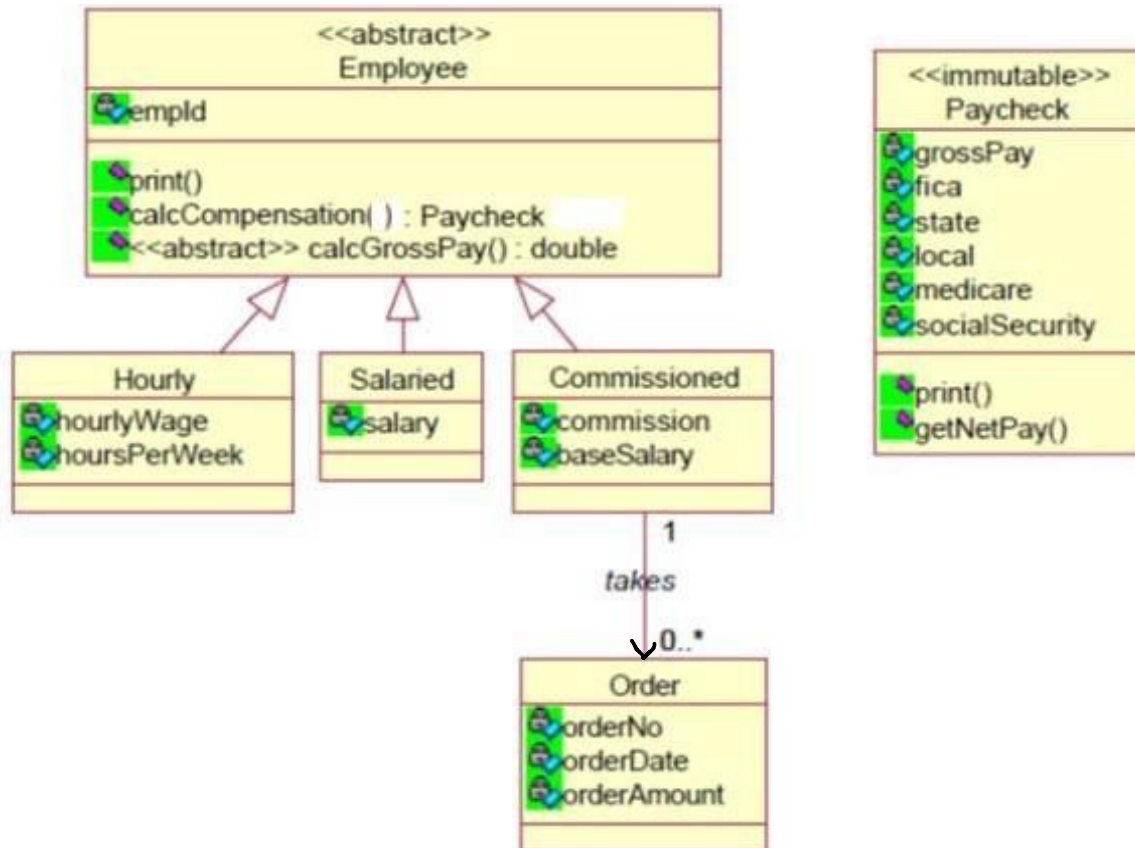 <<abstract>>
Employee
empId
print()
calcCompensation( ) : Paycheck
<<abstract>> calcGrossPay() : double
<<immutable>>
Paycheck
grossPay
fica
state
local
medicare
socialSecurity
print()
getNetPay()
Hourly
hourlyWage
hoursPerWeek
Salaried
salary
Commissioned
commission
baseSalary
1
takes
0..*
Order
orderNo
orderDate
orderAmount